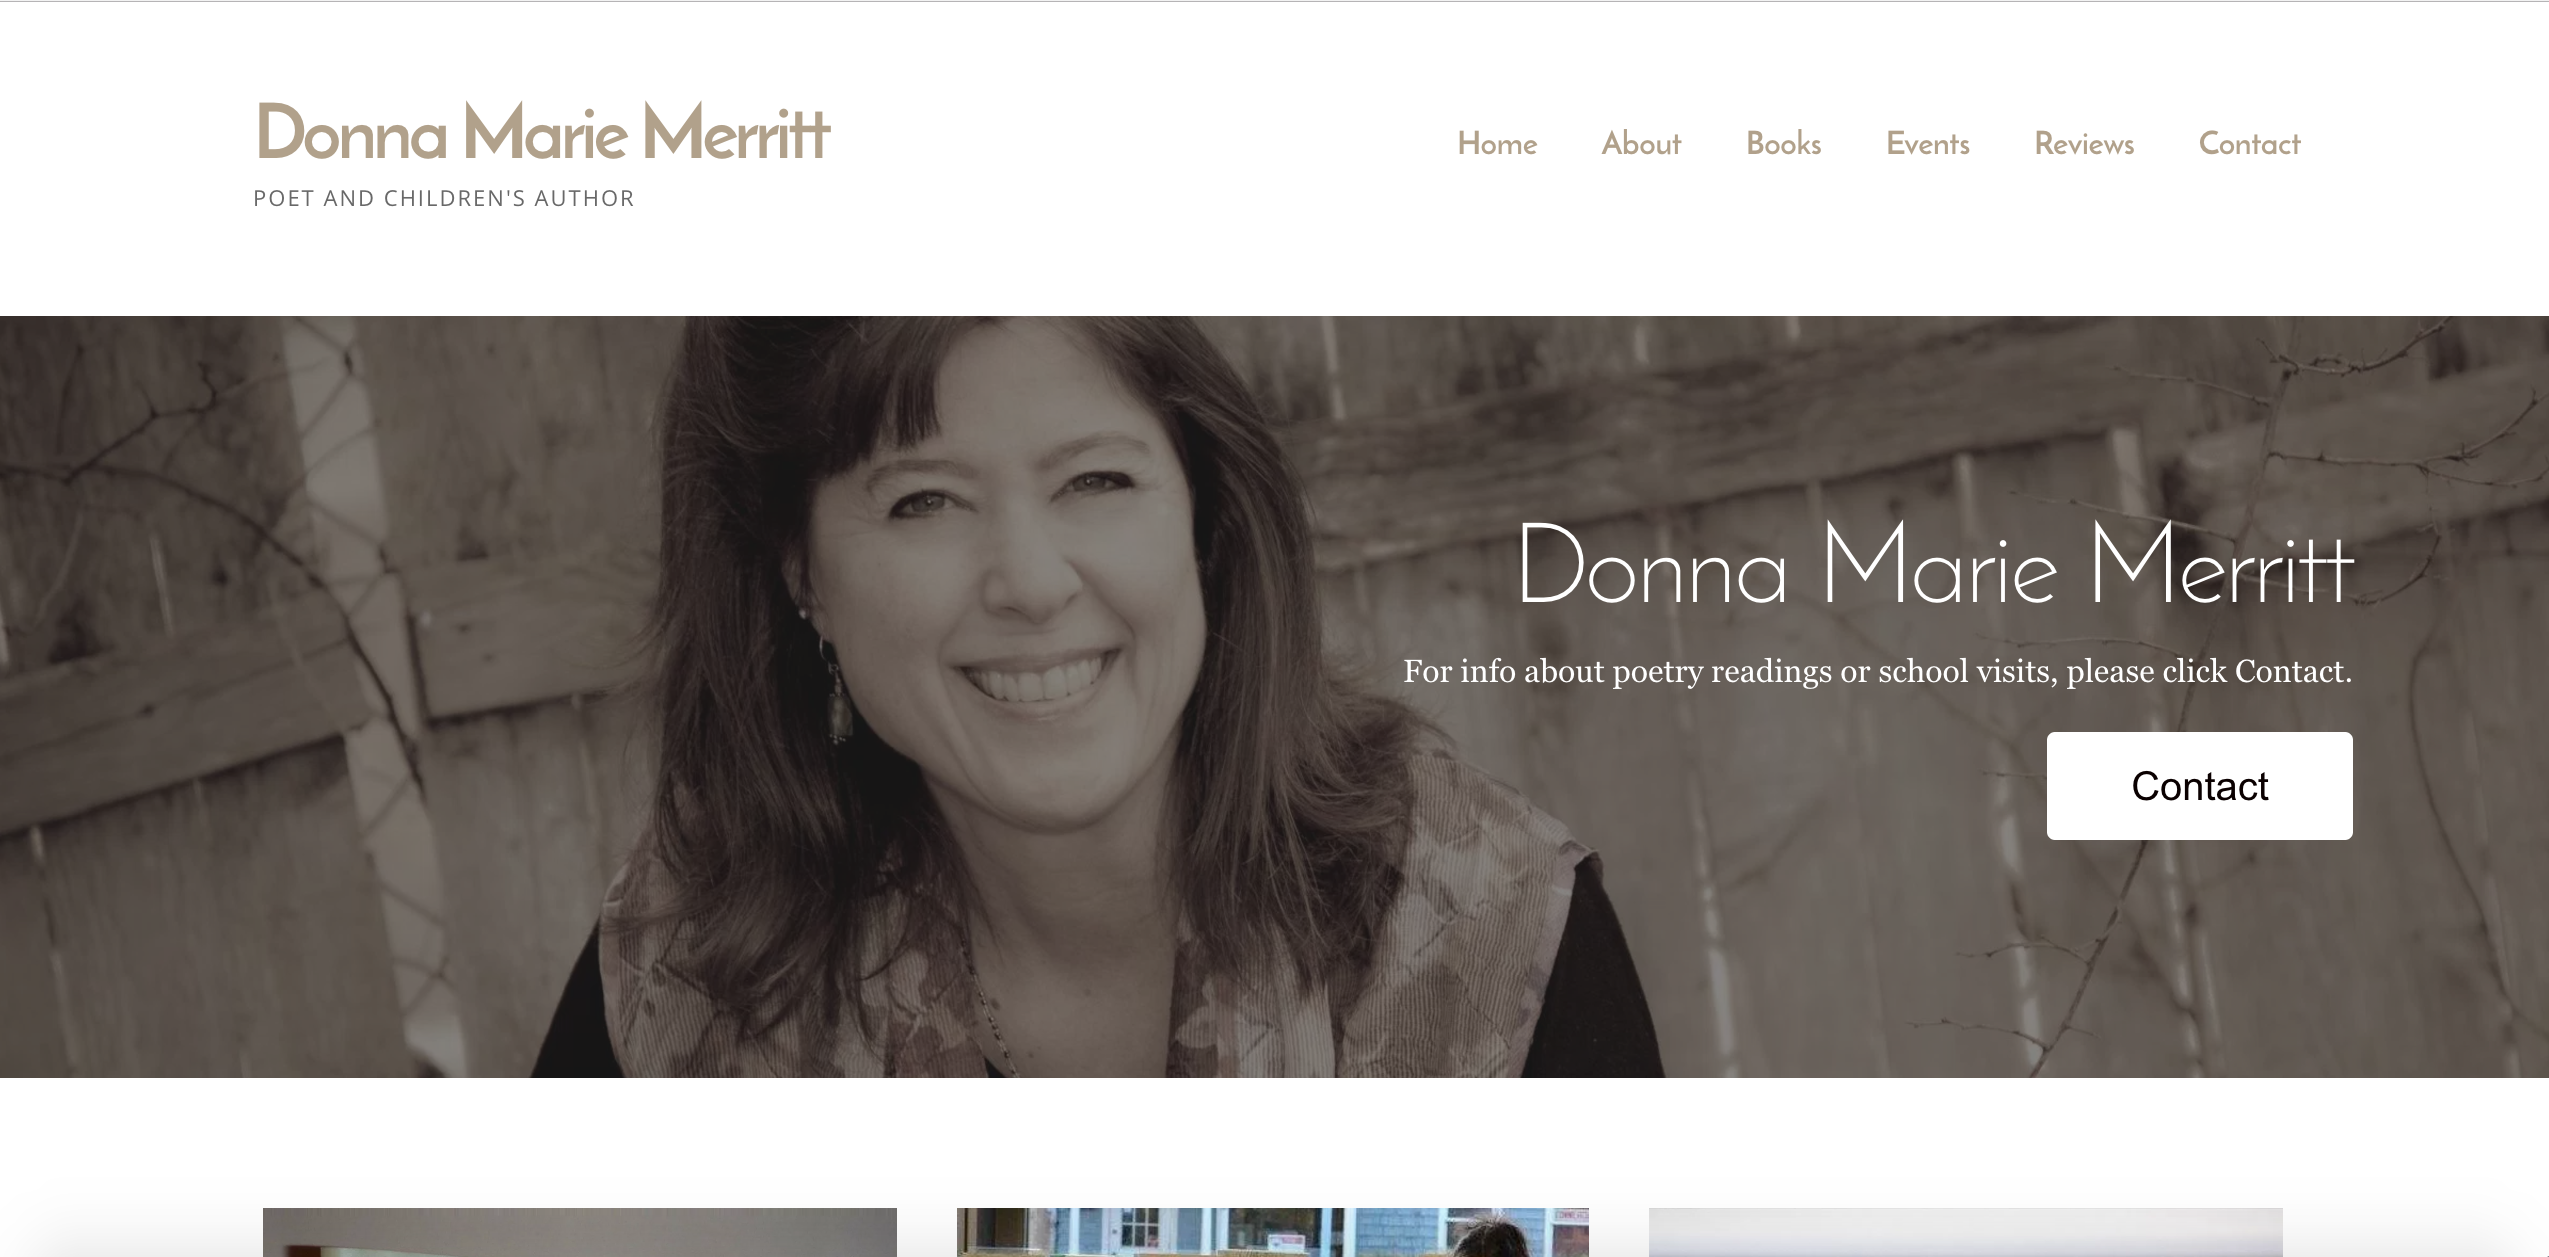 Donna Marie Merritt
POET AND CHILDREN'S AUTHOR
Home About Books Events Reviews Contact
Donna Marie Merritt
For info about poetry readings or school visits, please click Contact.
Contact